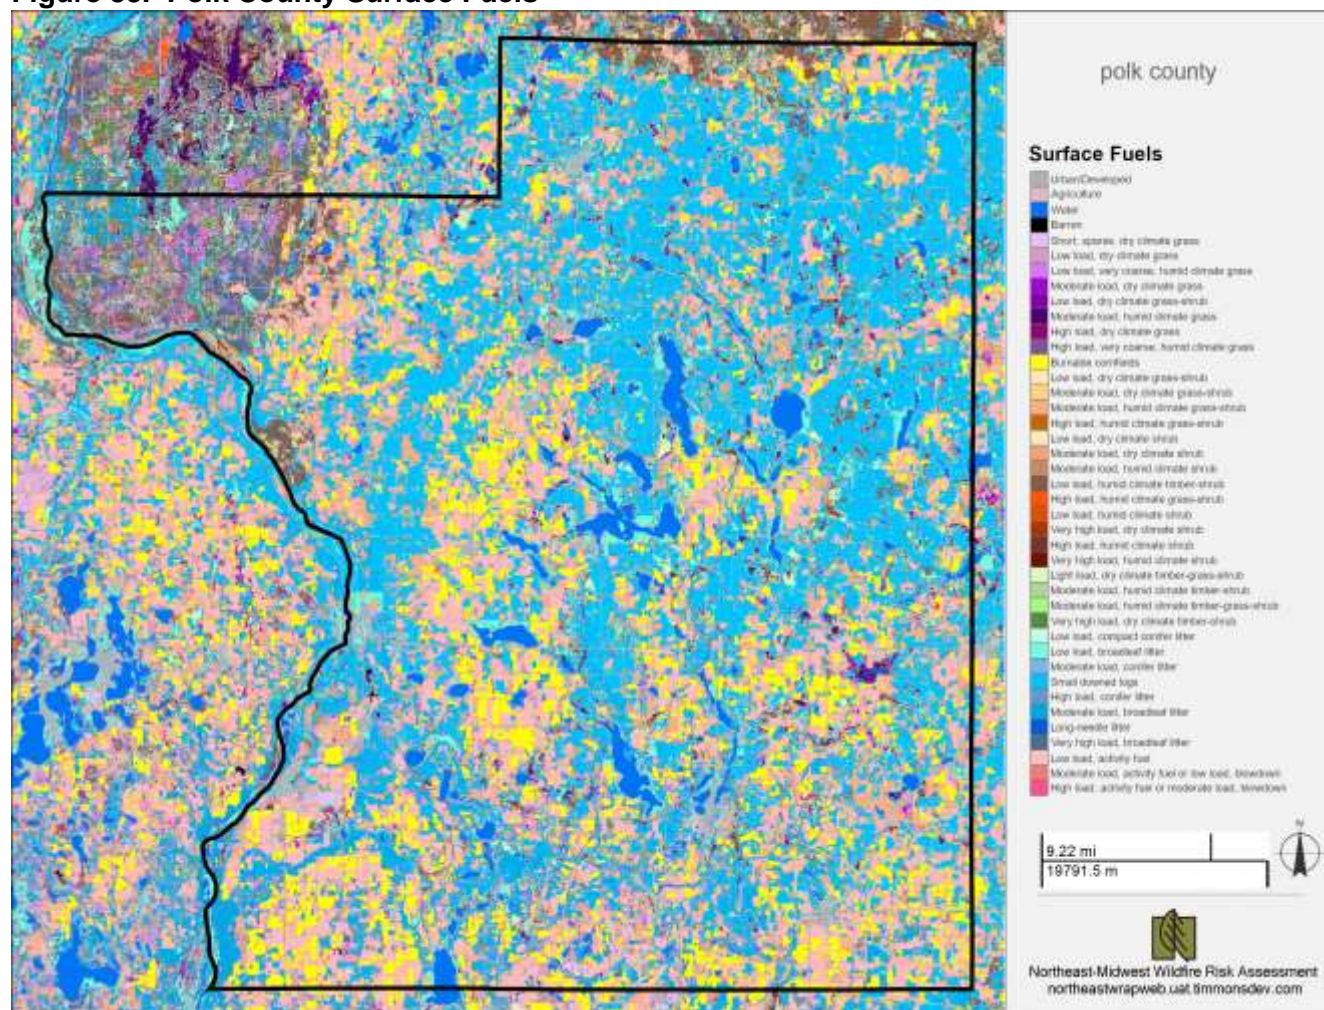 Polk County Surface Fuels
polk county
Surface Fuels
Urban/Developed
Agriculture
Water
Barren
Short, sparse, dry climate grass
Low load, dry climate grass
Low load, very coarse, humid climate grass
Moderate load, dry climate grass
Low load, dry climate grass-shrub
Moderate load, humid climate grass
High load, dry climate grass
High load, very coarse, humid climate grass
Burnable cornfields
Low load, dry climate grass-shrub
Moderate load, dry climate grass-shrub
Moderate load, humid climate grass-shrub
High load, humid climate grass-shrub
Low load, dry climate shrub
Moderate load, dry climate shrub
Moderate load, humid climate shrub
Low load, humid climate timber-shrub
High load, humid climate grass-shrub
Low load, humid climate shrub
Very high load, dry climate shrub
High load, humid climate shrub
Very high load, humid climate shrub
Light load, dry climate timber-grass-shrub
Moderate load, humid climate timber-shrub
Moderate load, humid climate timber-grass-shrub
Very high load, dry climate timber-shrub
Low load, compact conifer litter
Low load, broadleaf litter
Moderate load, conifer litter
Small downed logs
High load, conifer litter
Moderate load, broadleaf litter
Long-needle litter
Very high load, broadleaf litter
Low load, activity fuel
Moderate load, activity fuel or low load, blowdown
High load, activity fuel or moderate load, blowdown
N
9.22 mi
19791.5 m
Northeast-Midwest Wildfire Risk Assessment
northeastwrapweb.uat.timmonsdev.com